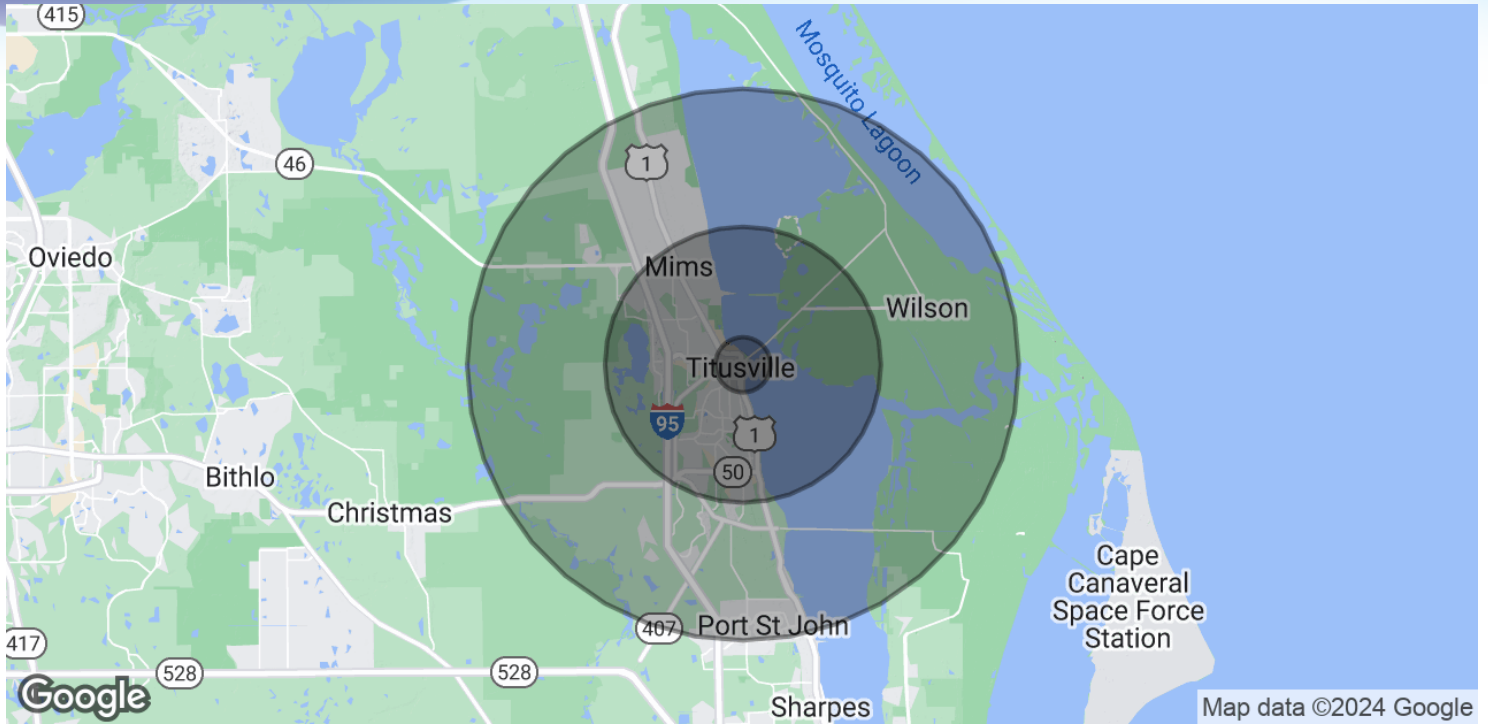 415
Mosquito Lagoon
46
1
Oviedo
Mims
Wilson
Titusville
95
1
50
Bithlo
Christmas
Cape
Canaveral
Space Force
Station
407
Port St John
417
528
528
Google
Sharpes
Map data ©2024 Google